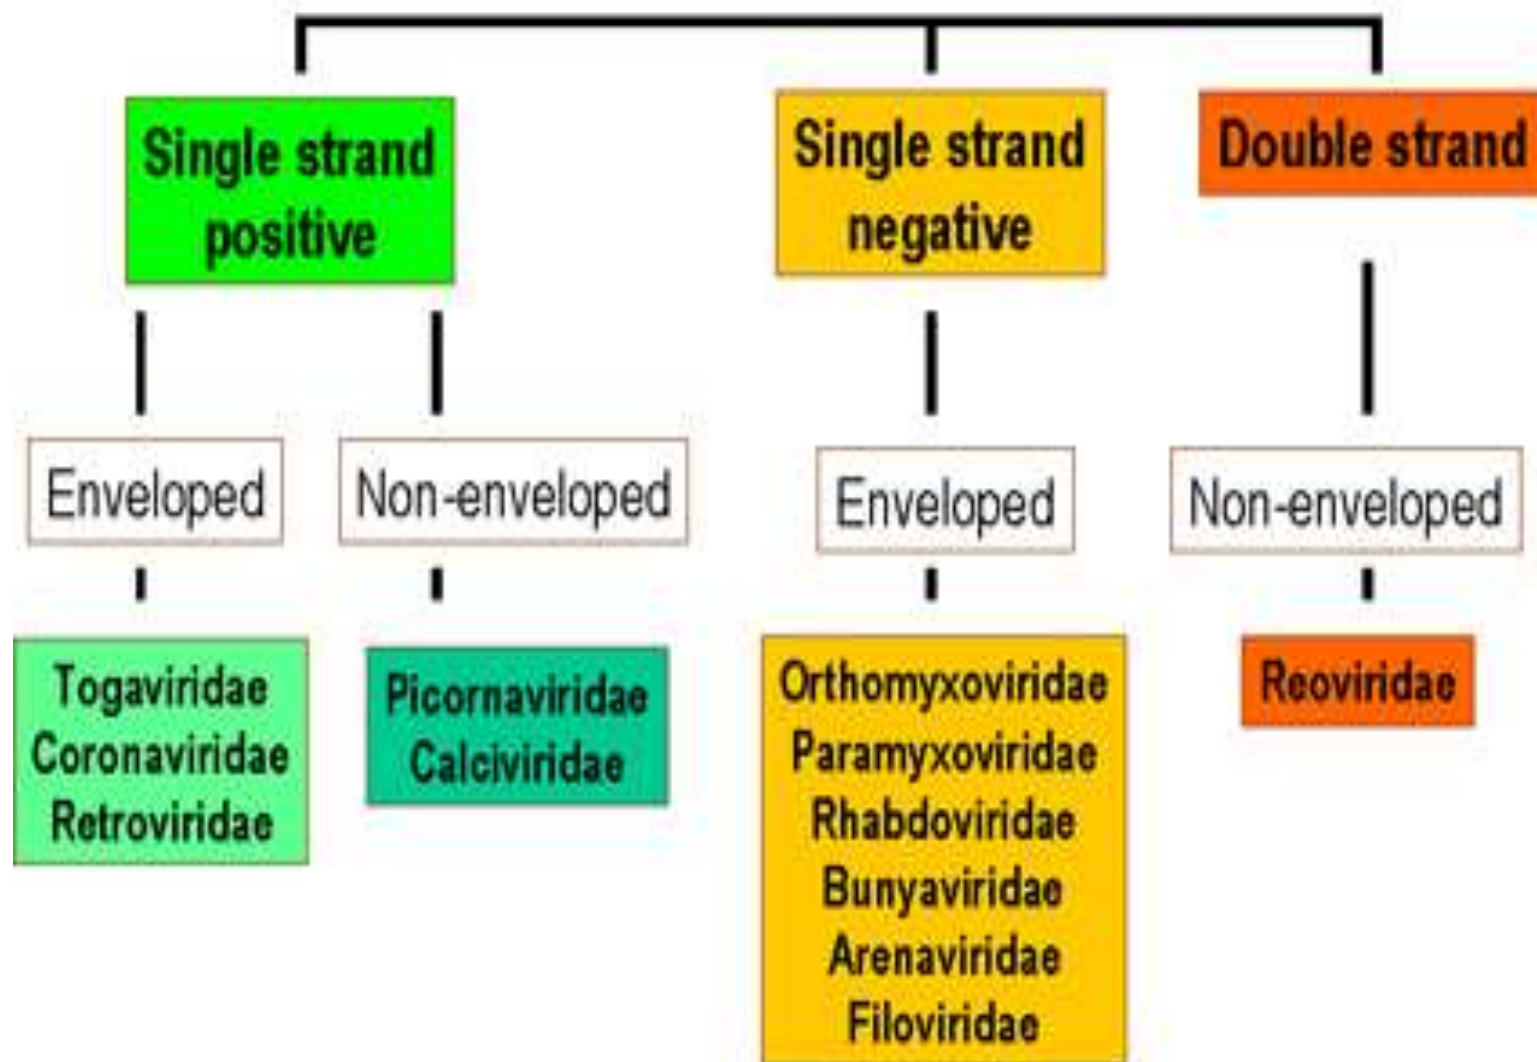 Single strand
positive
Single strand
negative
Double strand
Enveloped
Non-enveloped
Enveloped
Non-enveloped
Togaviridae
Coronaviridae
Retroviridae
Picornaviridae
Calciviridae
Orthomyxoviridae
Paramyxoviridae
Rhabdoviridae
Bunyaviridae
Arenaviridae
Filoviridae
Reoviridae